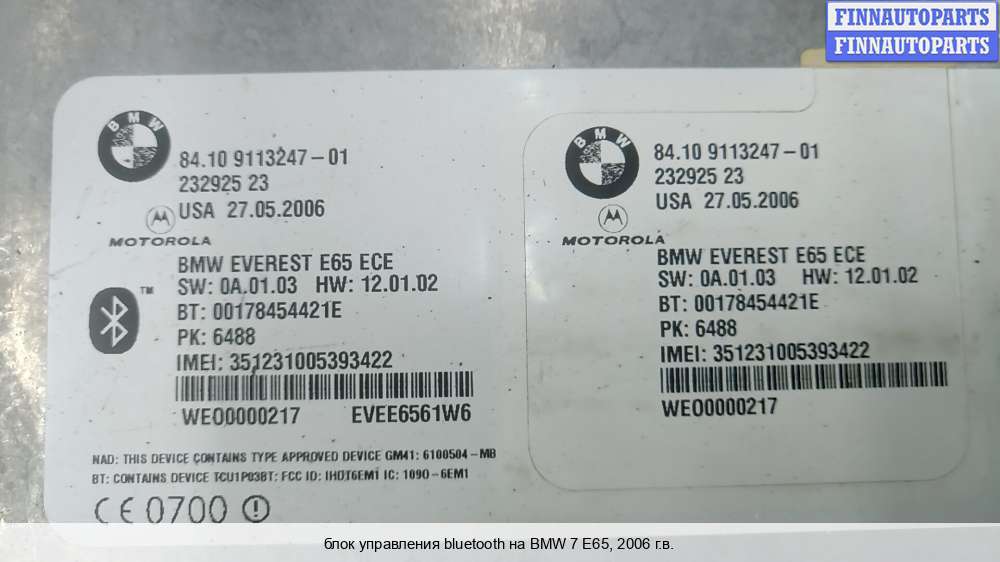 FINNAUTOPARTS
FINNAUTOPARTS
BMW
84.10 9113247-01
232925 23
USA 27.05.2006
MOTOROLA
BMW EVEREST E65 ECE
SW: 0A.01.03 HW: 12.01.02
TM
BT: 00178454421E
PK: 6488
IMEI: 351231005393422
WE00000217 EVEE6561W6
NAD: THIS DEVICE CONTAINS TYPE APPROVED DEVICE GM41: 6100504-MB
BT: CONTAINS DEVICE TCU1P03BT: FCC ID: IHDT6EM1 IC: 109O-6EM1
CE 0700
BMW
84.10 9113247-01
232925 23
USA 27.05.2006
MOTOROLA
BMW EVEREST E65 ECE
SW: 0A.01.03 HW: 12.01.02
BT: 00178454421E
PK: 6488
IMEI: 351231005393422
WE00000217
блок управления bluetooth на BMW 7 E65, 2006 г.в.